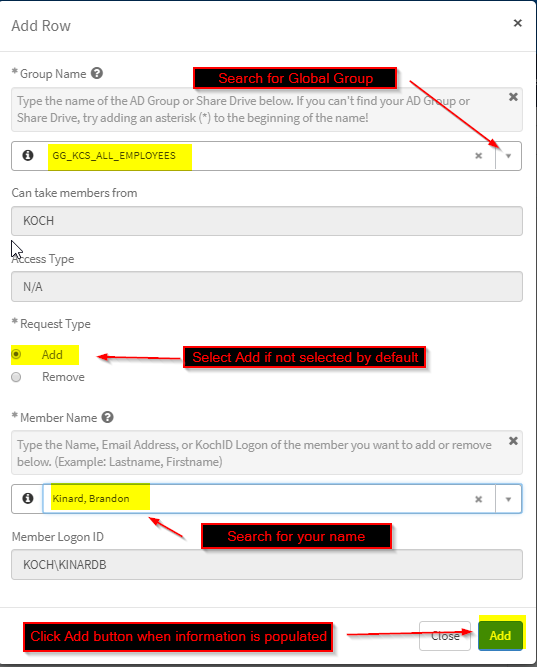 Add Row
×
* Group Name
Search for Global Group
Type the name of the AD Group or Share Drive below. If you can't find your AD Group or
Share Drive, try adding an asterisk (*) to the beginning of the name!
GG_KCS_ALL_EMPLOYEES
Can take members from
KOCH
Access Type
N/A
* Request Type
Add
Select Add if not selected by default
Remove
* Member Name
Type the Name, Email Address, or KochID Logon of the member you want to add or remove
below. (Example: Lastname, Firstname)
Kinard, Brandon
Search for your name
Member Logon ID
KOCH\KINARDB
Click Add button when information is populated
Close
Add